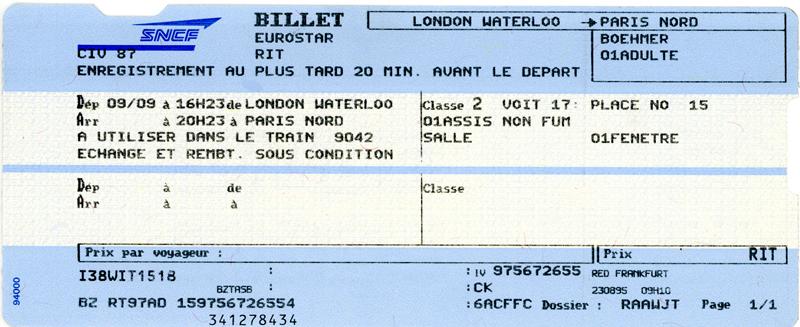 BILLET LONDON WATERLOO → PARIS NORD
SNCF EUROSTAR BOEHMER
CIV 87 RIT 01ADULTE
ENREGISTREMENT AU PLUS TARD 20 MIN. AVANT LE DEPART
Dép 09/09 à 16H23 de LONDON WATERLOO Classe 2 VOIT 17: PLACE NO 15
Arr à 20H23 à PARIS NORD 01ASSIS NON FUM
A UTILISER DANS LE TRAIN 9042 SALLE 01FENETRE
ECHANGE ET REMBT. SOUS CONDITION
Dép à de Classe
Arr à à
Prix par voyageur : Prix RIT
I38WIT1518 : : IV 975672655 RED FRANKFURT
BZTASB : :CK 230895 09H10
BZ RT97AD 159756726554 :6ACFFC Dossier : RAAWJT Page 1/1
341278434
94000